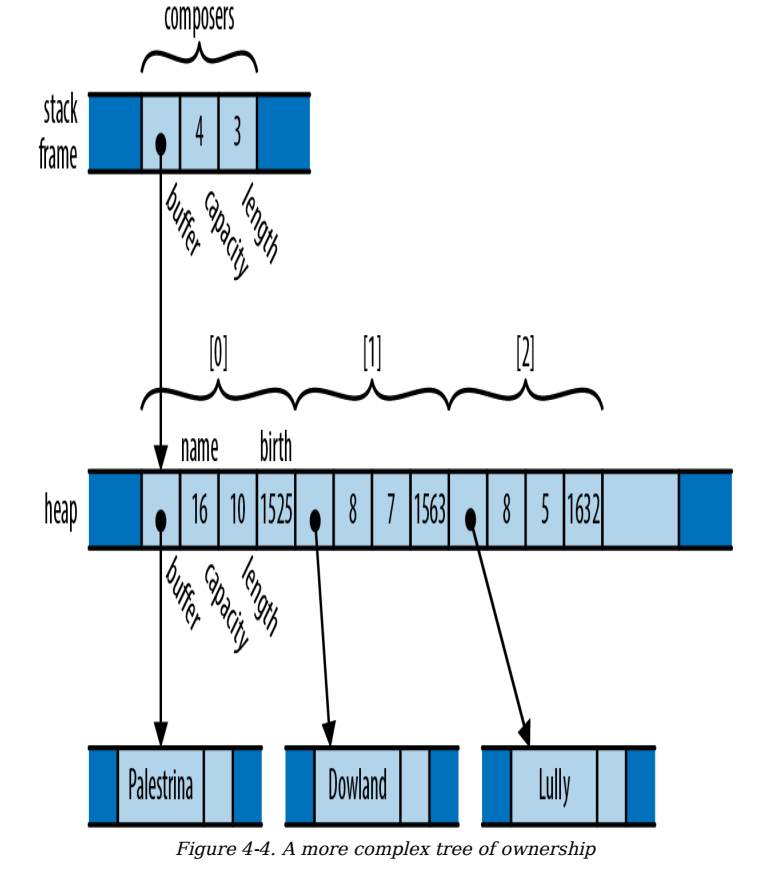 composers
stack
frame
4 3
buffer capacity length
[0] [1] [2]
name birth
heap
16 10 1525 8 7 1563 8 5 1632
buffer capacity length
Palestrina Dowland Lully
Figure 4-4. A more complex tree of ownership